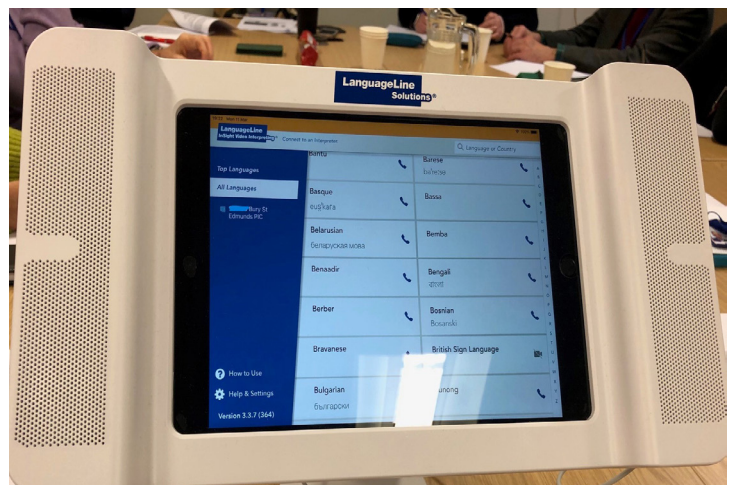 LanguageLine
Solutions®
LanguageLine
InSight Video Interpreting®
Connect to an Interpreter
Language or Country
Top Languages
All Languages
Bury St
Edmunds PIC
How to Use
Help & Settings
Version 3.3.7 (364)
Bantu
Barese
Basque
Bassa
Belarusian
беларуская мова
Bemba
Benaadir
Bengali
বাংলা
Berber
Bosnian
Bosanski
Bravanese
British Sign Language
Bulgarian
български
unong